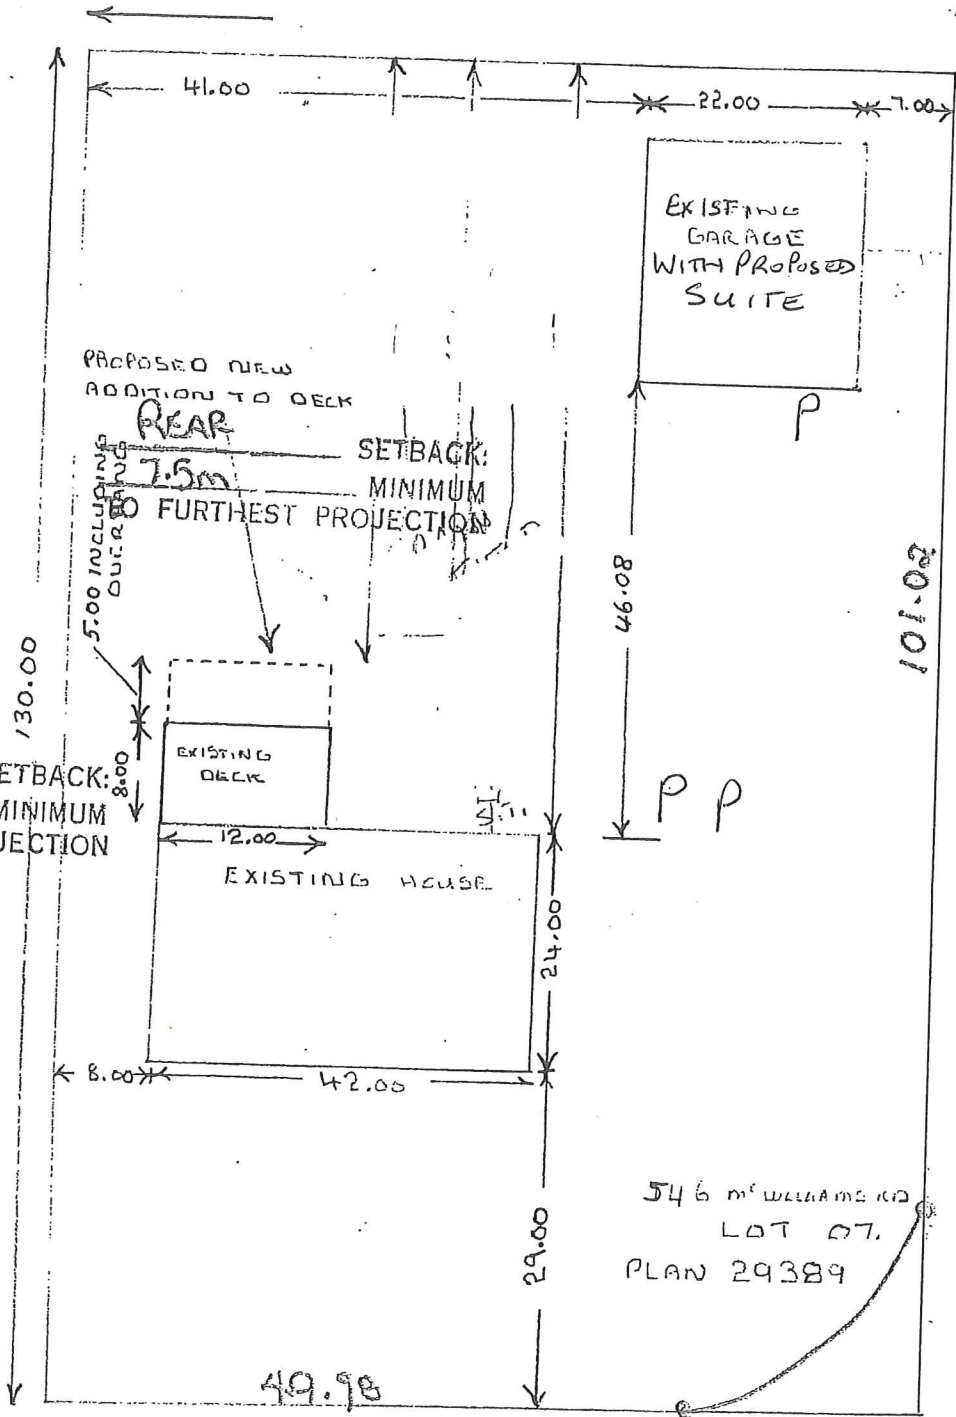 41.00
22.00
7.00
EXISTING
GARAGE
WITH PROPOSED
SUITE
PROPOSED NEW
ADDITION TO DECK
REAR
SETBACK:
7.5m
MINIMUM
TO FURTHEST PROJECTION
5.00 INCLUDING
OVERHANG
P
46.08
101.02
130.00
ETBACK:
MINIMUM
JECTION
8.00
EXISTING
DECK
P P
12.00
EXISTING HOUSE
24.00
8.00
42.00
29.00
546 McWILLIAMS RD
LOT 07.
PLAN 29389
49.98